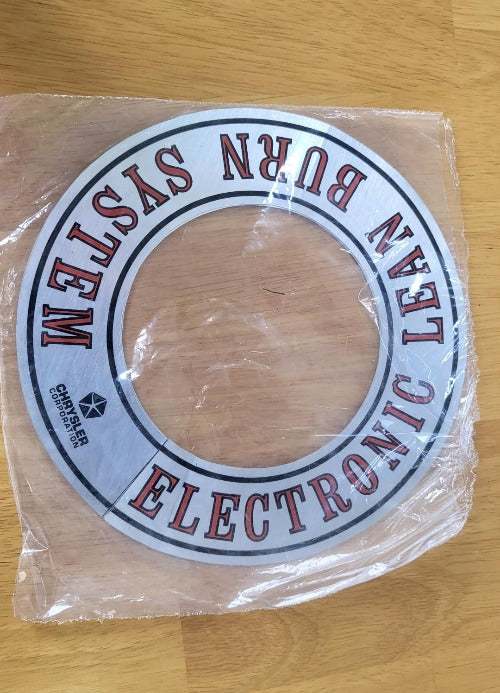 ELECTRONIC LEAN BURN SYSTEM
CHRYSLER
CORPORATION